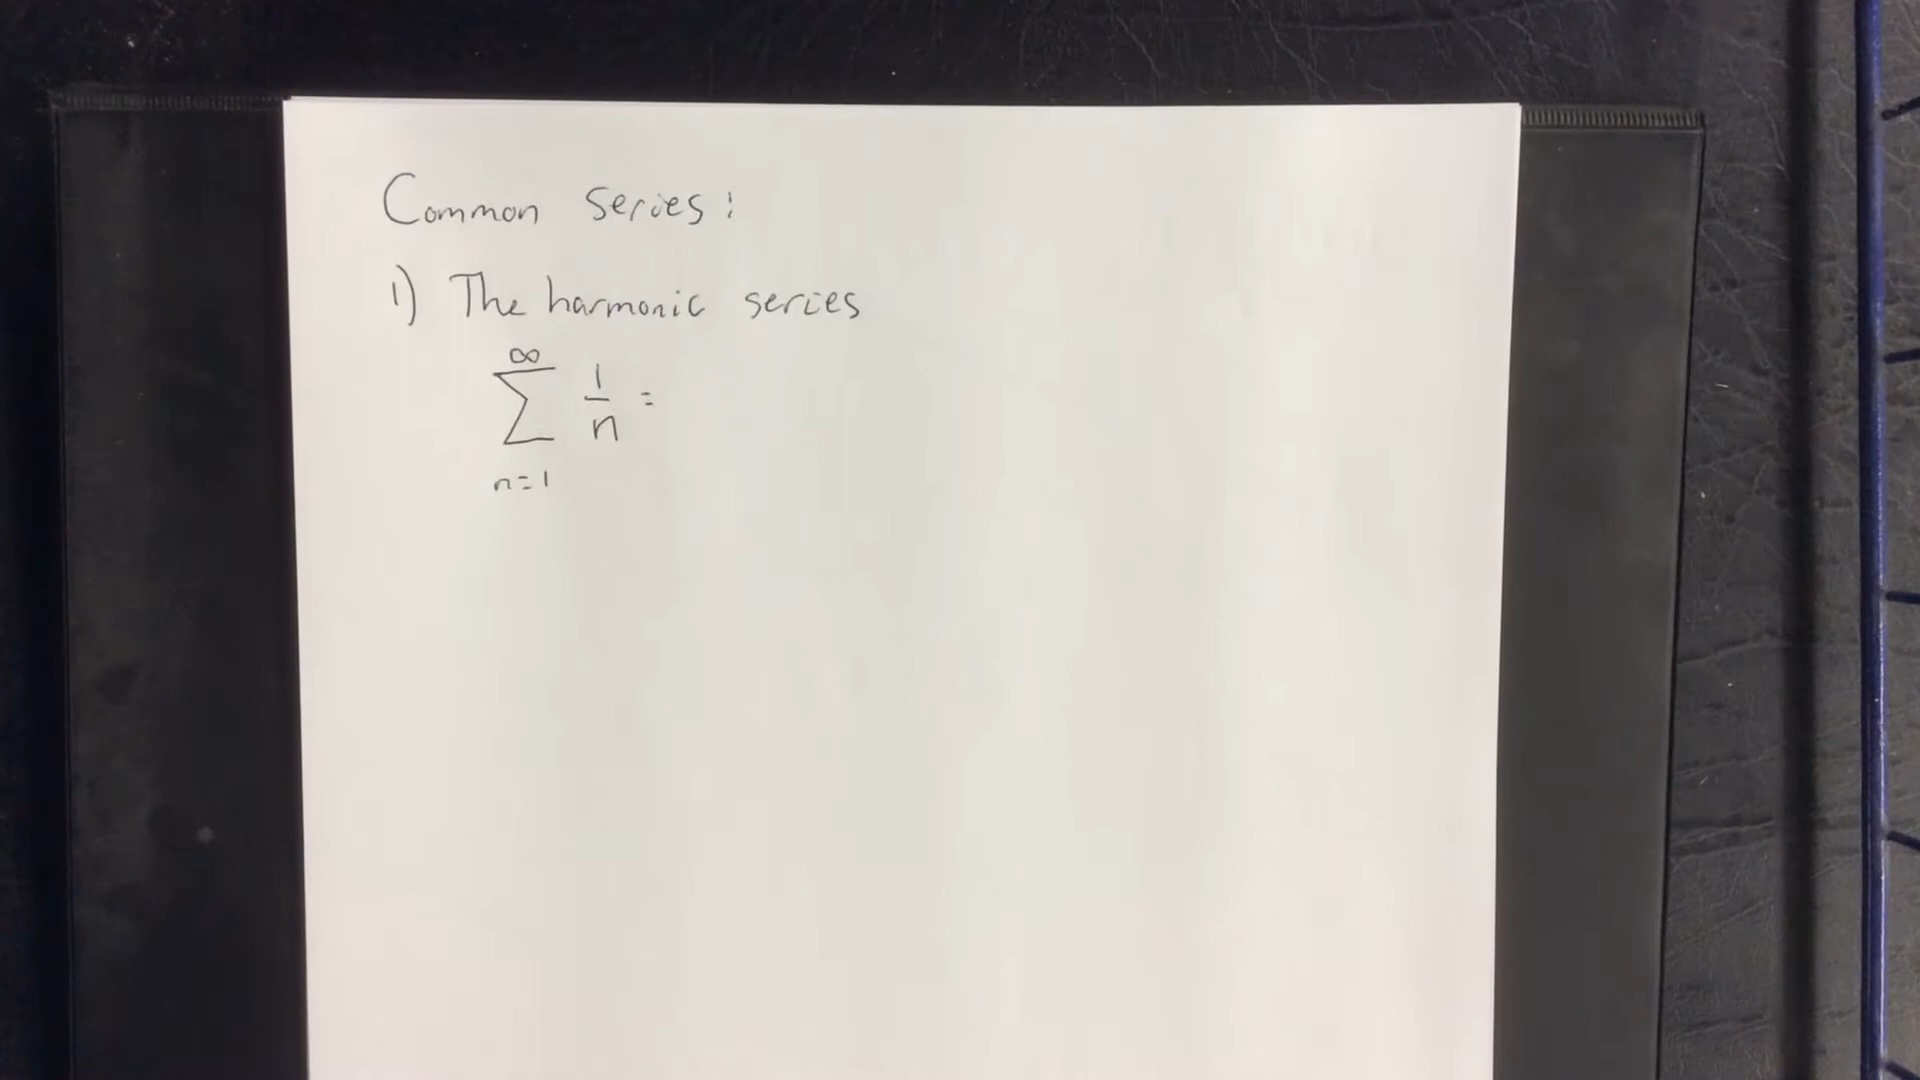 Common series:
1) The harmonic series
∞
∑ 1/n =
n=1